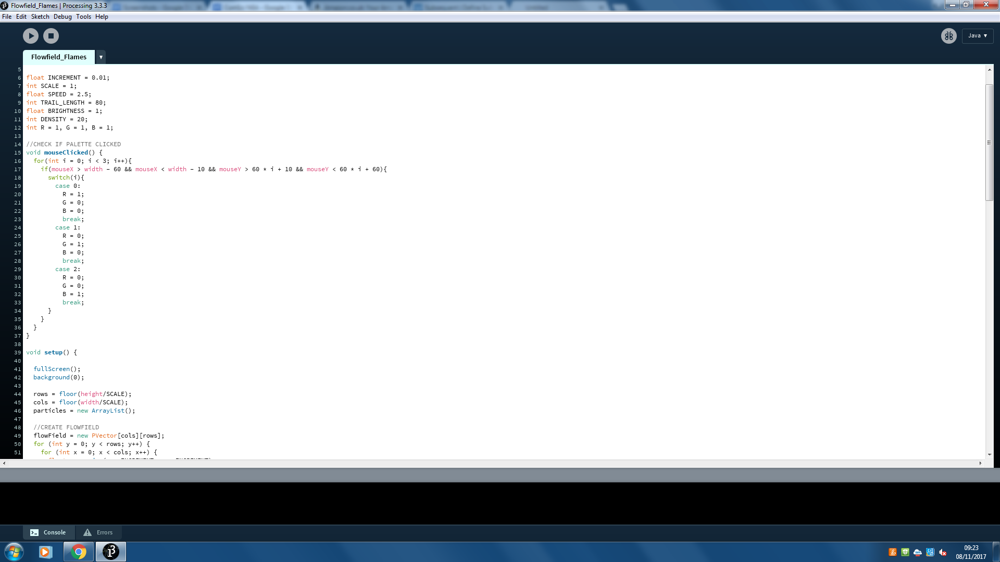 Flowfield_Flames | Processing 3.3.3
File Edit Sketch Debug Tools Help
Java ▾
Flowfield_Flames ▾
5
6 float INCREMENT = 0.01;
7 int SCALE = 1;
8 float SPEED = 2.5;
9 int TRAIL_LENGTH = 80;
10 float BRIGHTNESS = 1;
11 int DENSITY = 20;
12 int R = 1, G = 1, B = 1;
13
14 //CHECK IF PALETTE CLICKED
15 void mouseClicked() {
16 for(int i = 0; i < 3; i++){
17 if(mouseX > width - 60 && mouseX < width - 10 && mouseY > 60 * i + 10 && mouseY < 60 * i + 60){
18 switch(i){
19 case 0:
20 R = 1;
21 G = 0;
22 B = 0;
23 break;
24 case 1:
25 R = 0;
26 G = 1;
27 B = 0;
28 break;
29 case 2:
30 R = 0;
31 G = 0;
32 B = 1;
33 break;
34 }
35 }
36 }
37 }
38
39 void setup() {
40
41 fullScreen();
42 background(0);
43
44 rows = floor(height/SCALE);
45 cols = floor(width/SCALE);
46 particles = new ArrayList();
47
48 //CREATE FLOWFIELD
49 flowField = new PVector[cols][rows];
50 for (int y = 0; y < rows; y++) {
51 for (int x = 0; x < cols; x++) {
Console Errors
09:23
08/11/2017